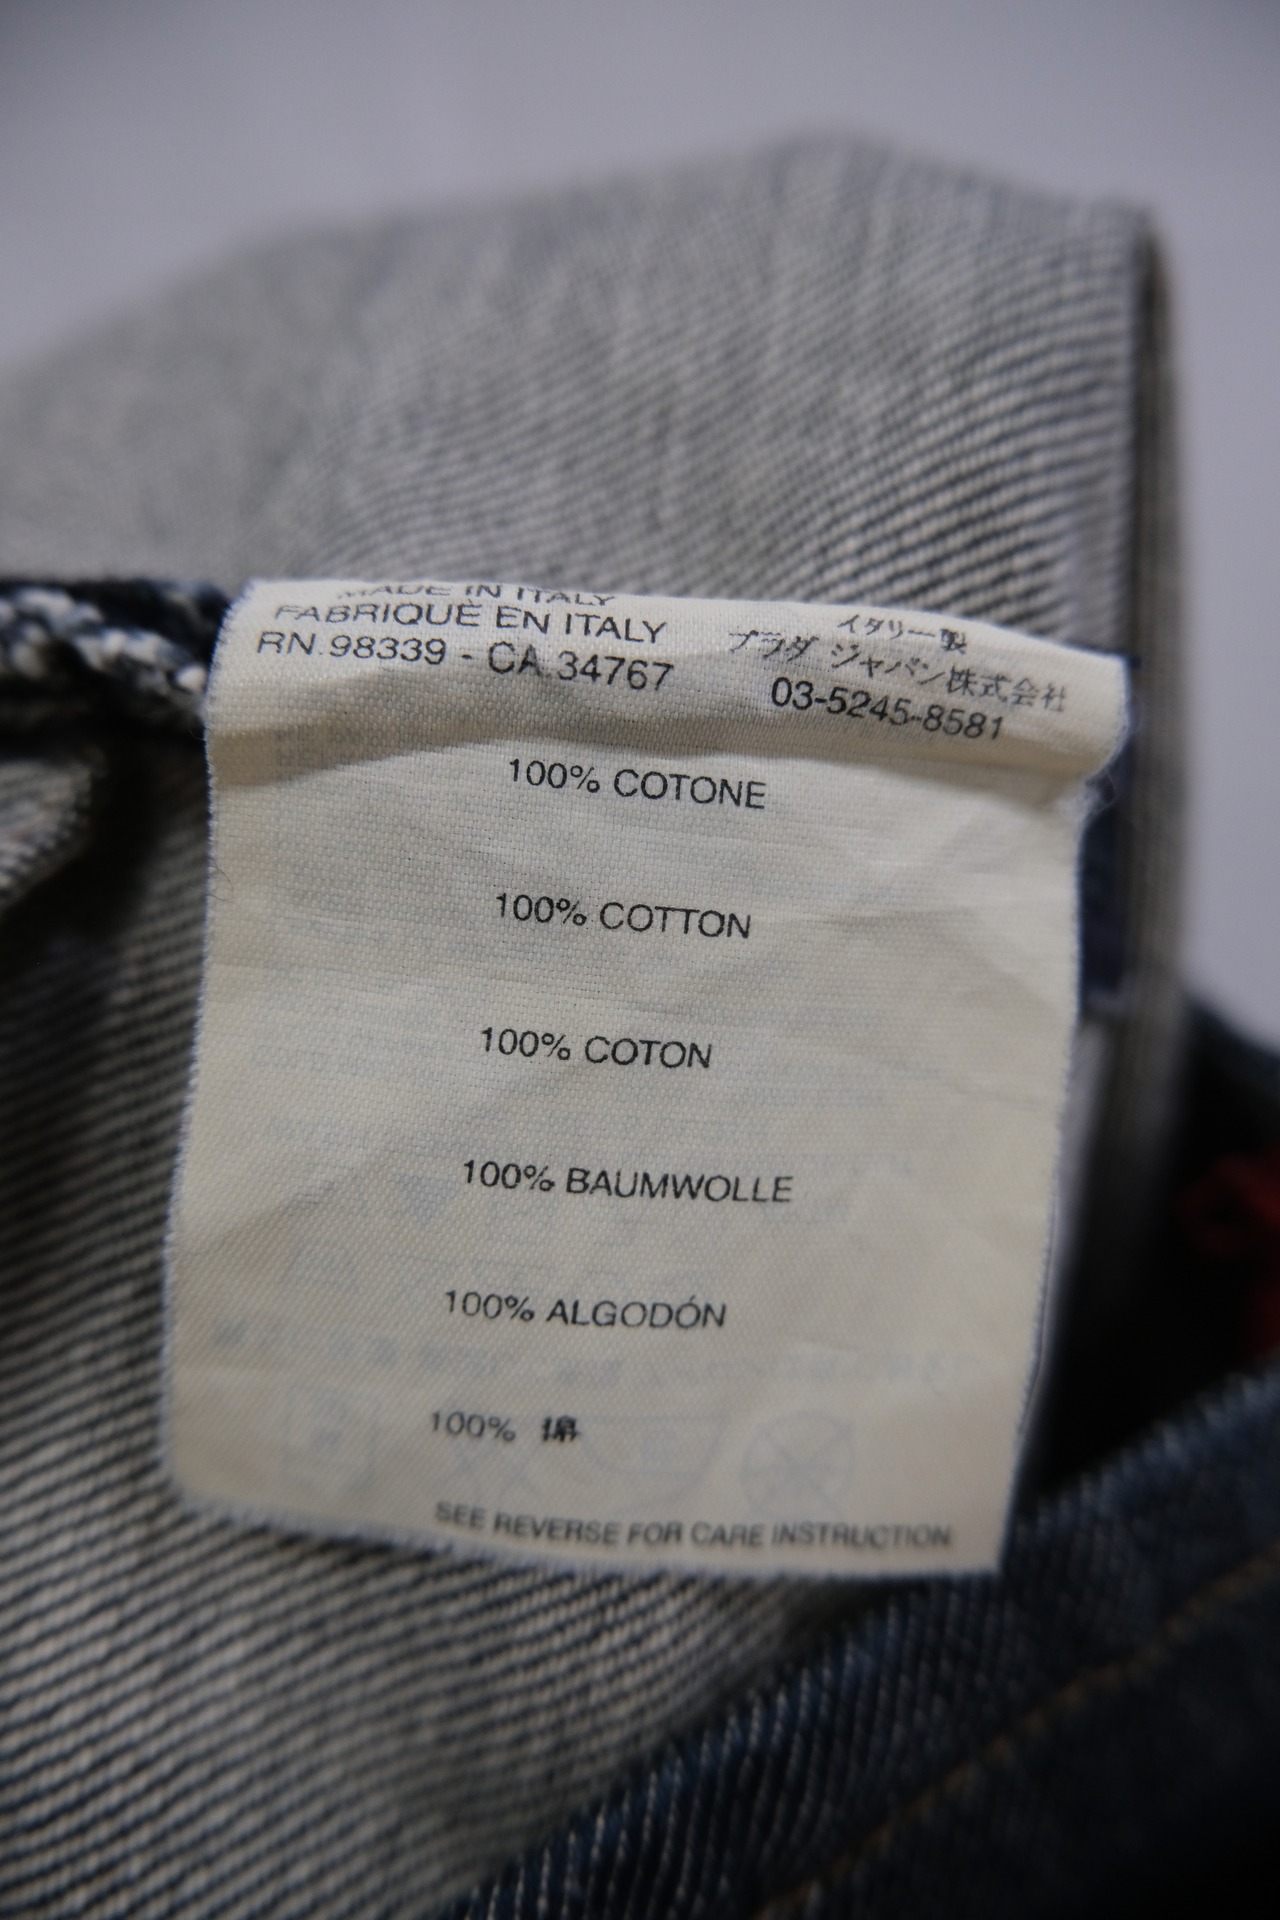 MADE IN ITALY
FABRIQUÈ EN ITALY
RN.98339 - CA.34767
イタリー製
プラダ ジャパン株式会社
03-5245-8581
100% COTONE
100% COTTON
100% COTON
100% BAUMWOLLE
100% ALGODÓN
100% 綿
SEE REVERSE FOR CARE INSTRUCTION